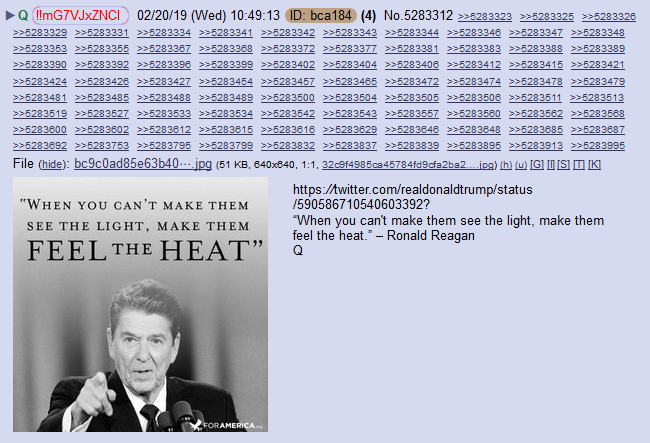 ▶ Q !!mG7VJxZNCI 02/20/19 (Wed) 10:49:13 ID: bca184 (4) No.5283312 >>5283323 >>5283325 >>5283326
>>5283329 >>5283331 >>5283334 >>5283341 >>5283342 >>5283343 >>5283344 >>5283346 >>5283347 >>5283348
>>5283353 >>5283355 >>5283367 >>5283368 >>5283372 >>5283377 >>5283381 >>5283383 >>5283388 >>5283389
>>5283390 >>5283392 >>5283396 >>5283399 >>5283402 >>5283404 >>5283406 >>5283412 >>5283415 >>5283421
>>5283424 >>5283426 >>5283427 >>5283454 >>5283457 >>5283465 >>5283472 >>5283474 >>5283478 >>5283479
>>5283481 >>5283485 >>5283488 >>5283489 >>5283500 >>5283504 >>5283505 >>5283506 >>5283511 >>5283513
>>5283519 >>5283527 >>5283533 >>5283534 >>5283542 >>5283543 >>5283557 >>5283560 >>5283562 >>5283568
>>5283600 >>5283602 >>5283612 >>5283615 >>5283616 >>5283629 >>5283646 >>5283648 >>5283685 >>5283687
>>5283692 >>5283753 >>5283795 >>5283799 >>5283832 >>5283837 >>5283839 >>5283895 >>5283913 >>5283995
File (hide): bc9c0ad85e63b40⋯.jpg (51 KB, 640x640, 1:1, 32c9f4985ca45784fd9cfa2ba2….jpg) (h) (u) [G] [I] [S] [T] [K]
"WHEN YOU CAN'T MAKE THEM
SEE THE LIGHT, MAKE THEM
FEEL THE HEAT"
FORAMERICA.org
https://twitter.com/realdonaldtrump/status
/590586710540603392?
“When you can't make them see the light, make them
feel the heat.” – Ronald Reagan
Q